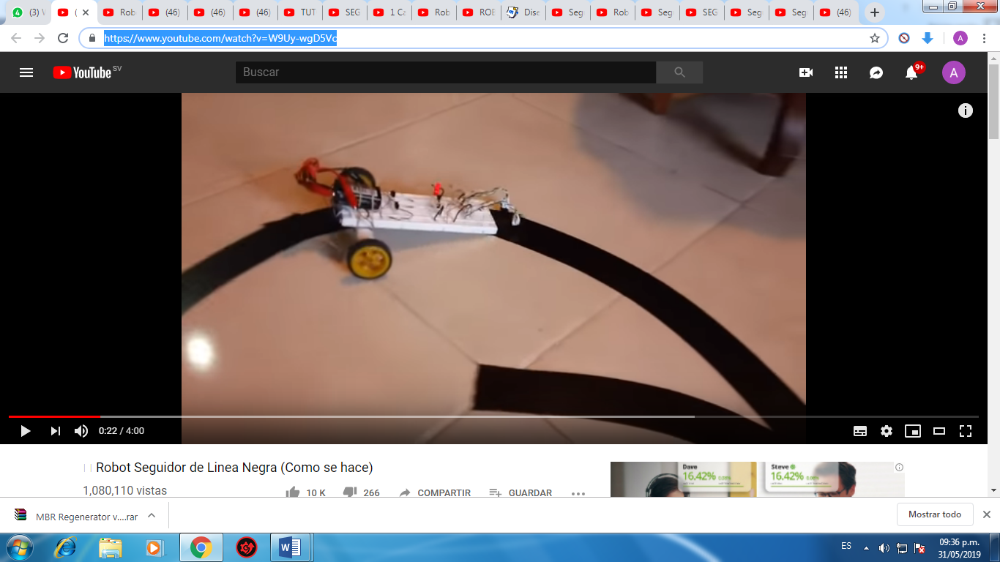 (3) W
(
Rob
(46)
(46)
(46)
TUT
SEG
1 Ca
Rob
ROE
Dise
Seg
Rob
Seg
SEG
Seg
Seg
(46)
https://www.youtube.com/watch?v=W9Uy-wgD5Vc
A
YouTube SV
Buscar
9+
A
0:22 / 4:00
Robot Seguidor de Linea Negra (Como se hace)
1,080,110 vistas
10 K
266
COMPARTIR
GUARDAR
Dave
16.42%
Steve
16.42%
MBR Regenerator v....rar
Mostrar todo
ES
09:36 p.m.
31/05/2019